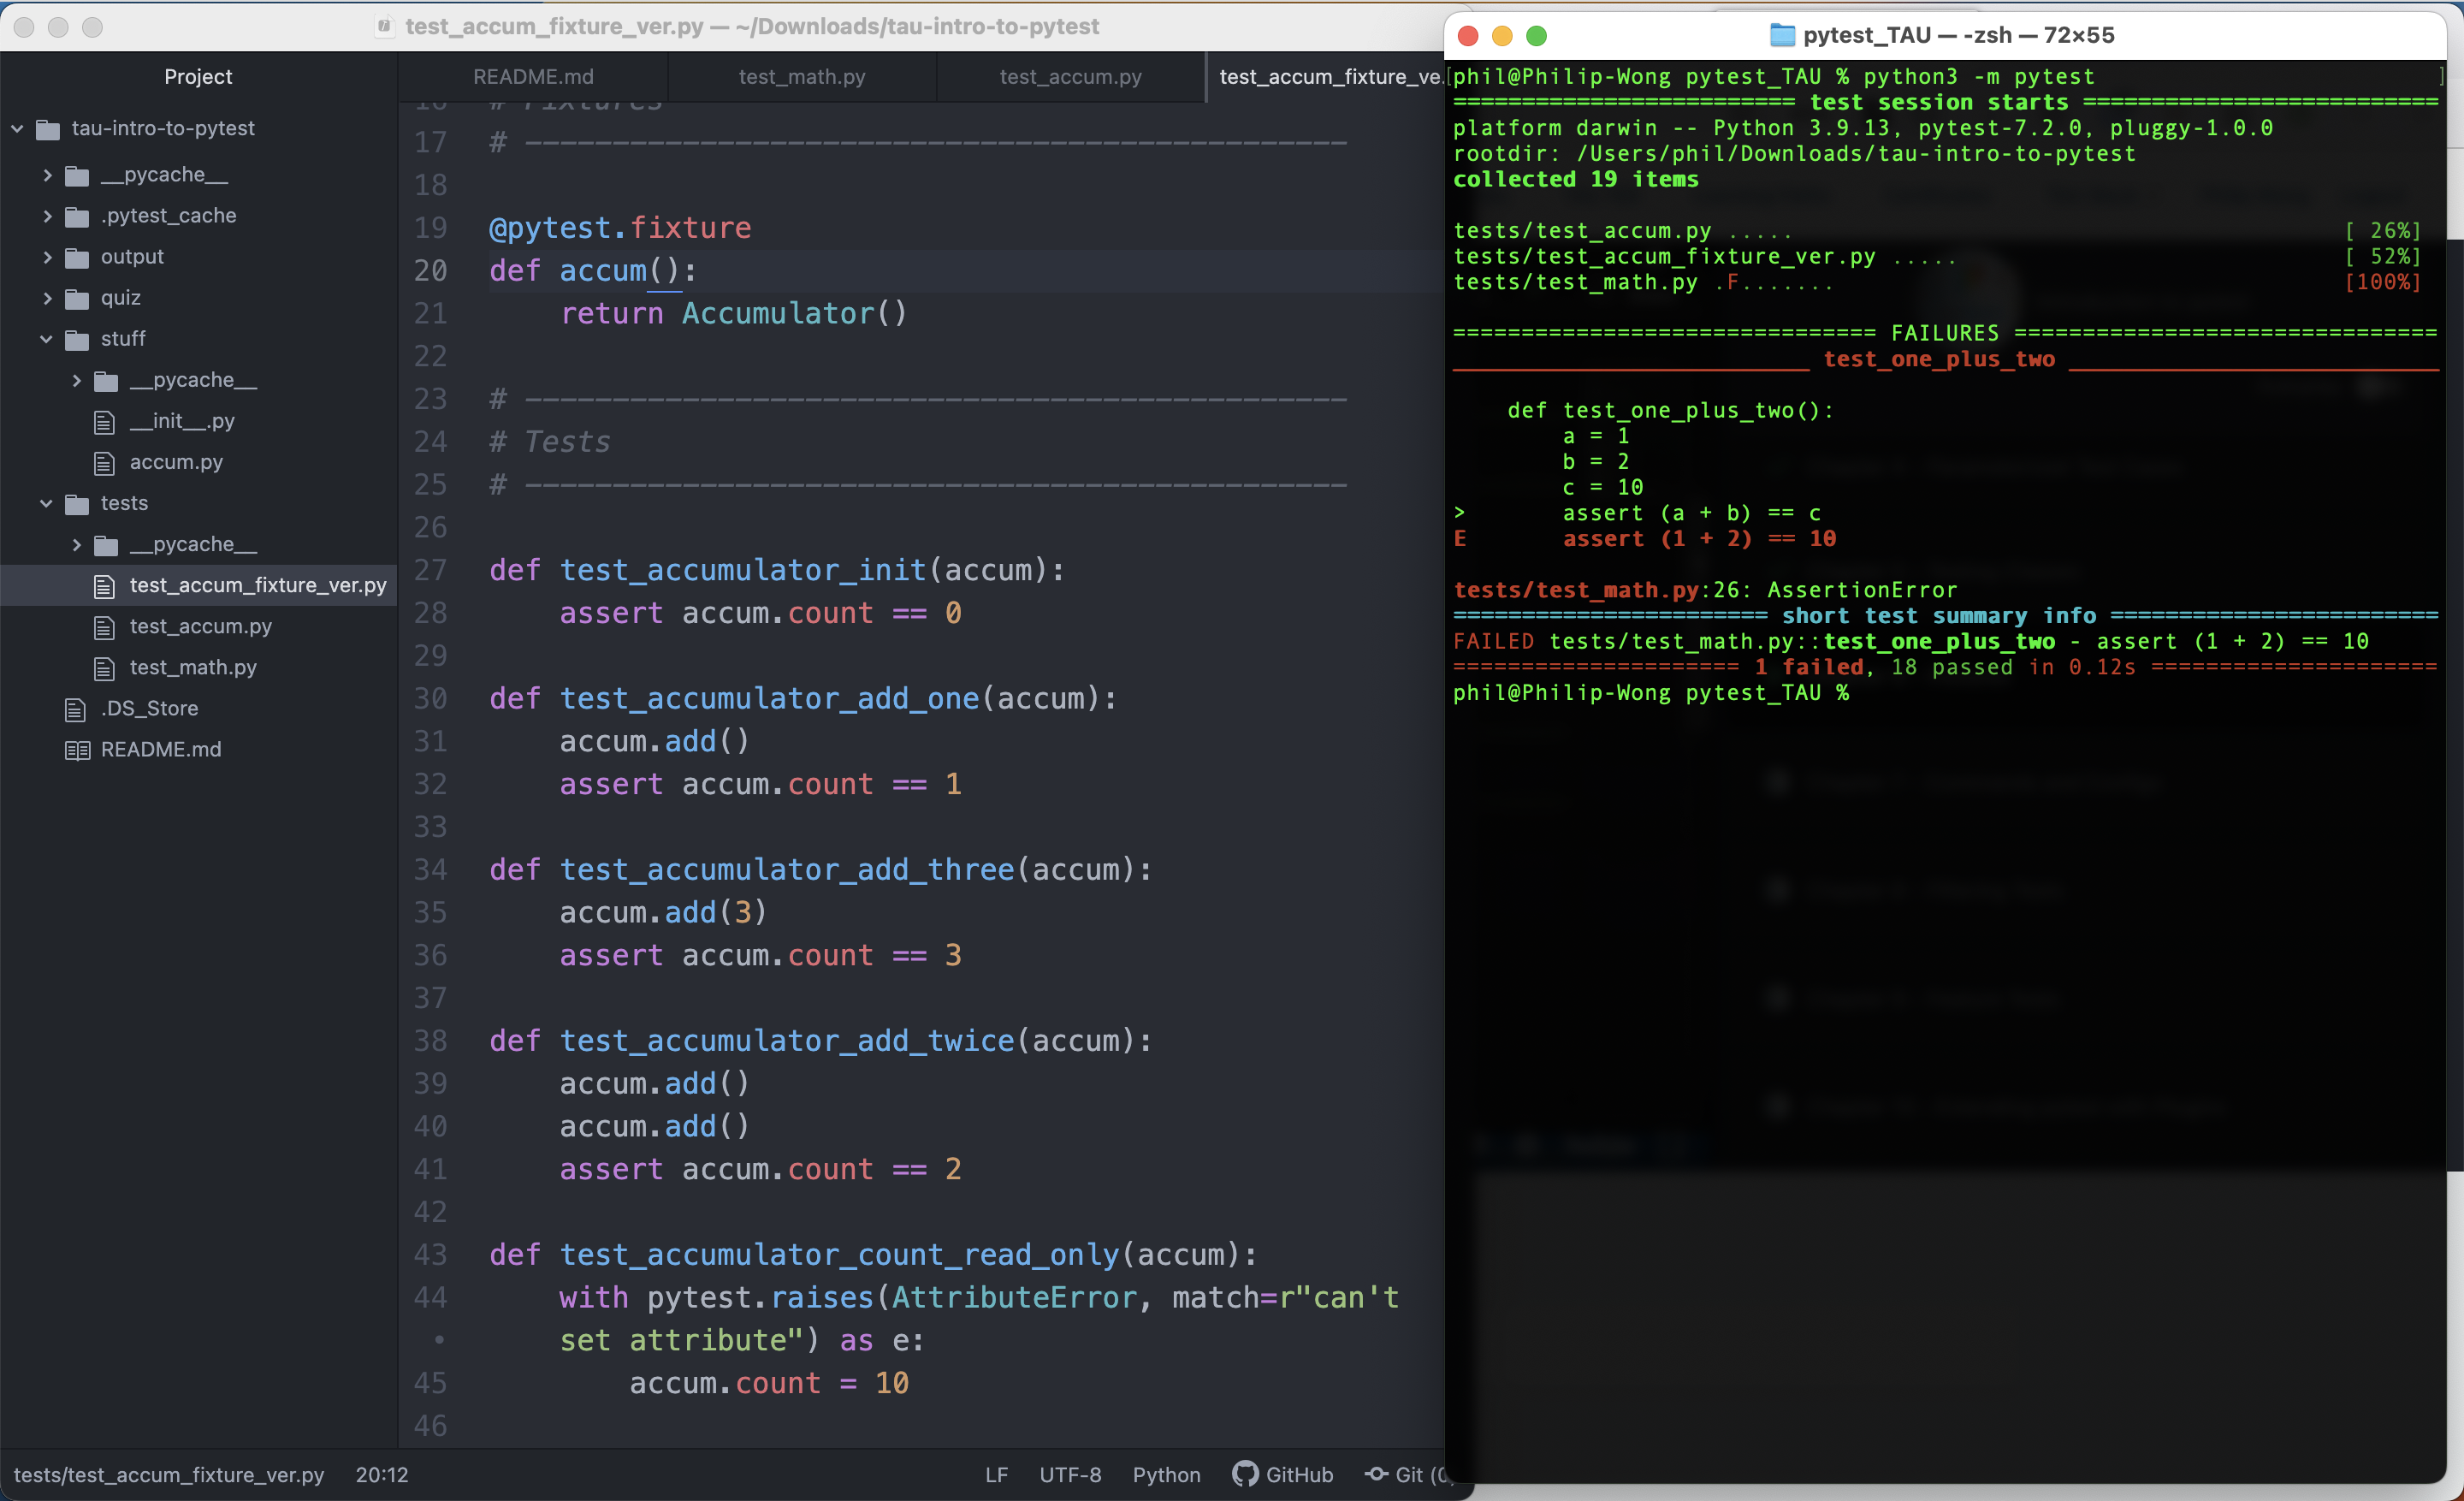 test_accum_fixture_ver.py — ~/Downloads/tau-intro-to-pytest
Project
tau-intro-to-pytest
__pycache__
.pytest_cache
output
quiz
stuff
__pycache__
__init__.py
accum.py
tests
__pycache__
test_accum_fixture_ver.py
test_accum.py
test_math.py
.DS_Store
README.md
README.md test_math.py test_accum.py test_accum_fixture_ve
16 # Fixtures
17 # -----------------------------------------------
18
19 @pytest.fixture
20 def accum():
21     return Accumulator()
22
23 # -----------------------------------------------
24 # Tests
25 # -----------------------------------------------
26
27 def test_accumulator_init(accum):
28     assert accum.count == 0
29
30 def test_accumulator_add_one(accum):
31     accum.add()
32     assert accum.count == 1
33
34 def test_accumulator_add_three(accum):
35     accum.add(3)
36     assert accum.count == 3
37
38 def test_accumulator_add_twice(accum):
39     accum.add()
40     accum.add()
41     assert accum.count == 2
42
43 def test_accumulator_count_read_only(accum):
44     with pytest.raises(AttributeError, match=r"can't
•     set attribute") as e:
45         accum.count = 10
46
tests/test_accum_fixture_ver.py 20:12 LF UTF-8 Python GitHub Git (0
pytest_TAU — -zsh — 72×55
[phil@Philip-Wong pytest_TAU % python3 -m pytest ]
========================= test session starts ==========================
platform darwin -- Python 3.9.13, pytest-7.2.0, pluggy-1.0.0
rootdir: /Users/phil/Downloads/tau-intro-to-pytest
collected 19 items

tests/test_accum.py ..... [ 26%]
tests/test_accum_fixture_ver.py ..... [ 52%]
tests/test_math.py .F....... [100%]

=============================== FAILURES ===============================
__________________________ test_one_plus_two ___________________________

    def test_one_plus_two():
        a = 1
        b = 2
        c = 10
>       assert (a + b) == c
E       assert (1 + 2) == 10

tests/test_math.py:26: AssertionError
======================= short test summary info ========================
FAILED tests/test_math.py::test_one_plus_two - assert (1 + 2) == 10
===================== 1 failed, 18 passed in 0.12s =====================
phil@Philip-Wong pytest_TAU %